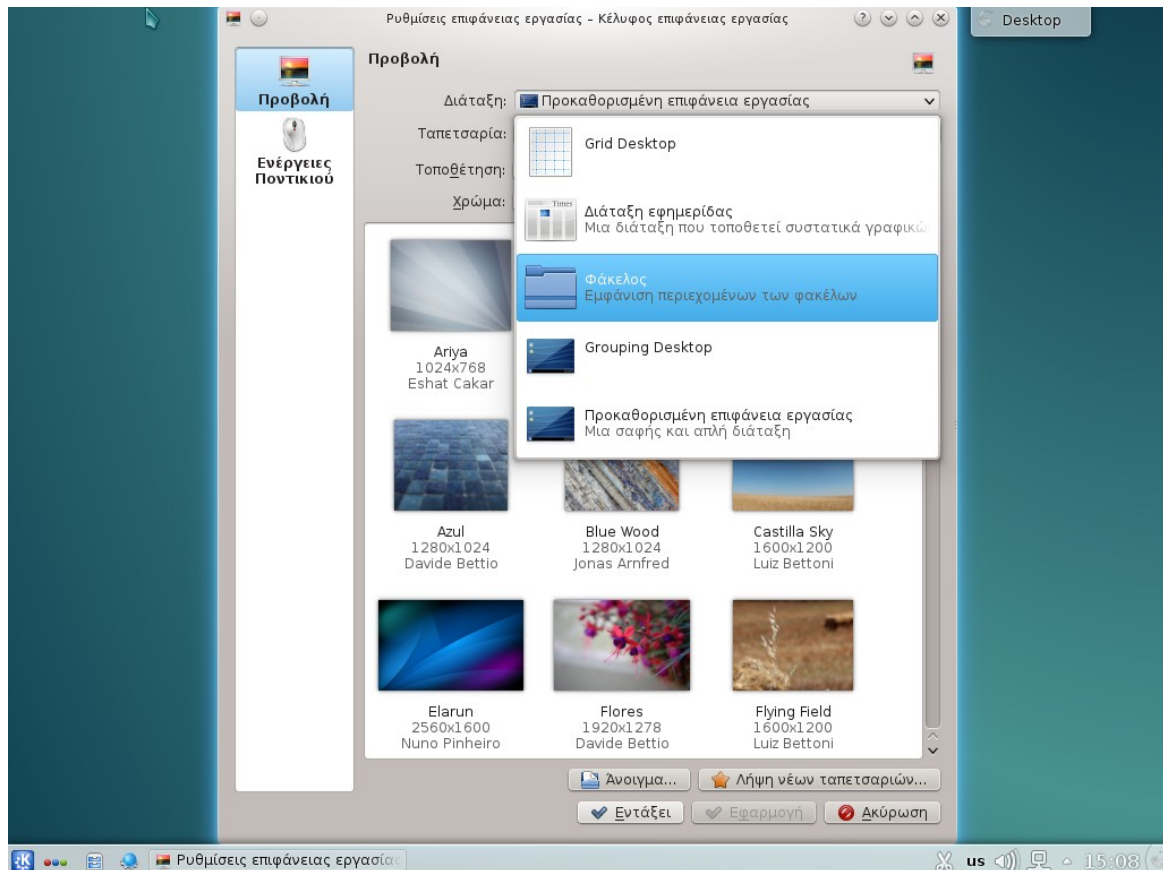 Ρυθμίσεις επιφάνειας εργασίας – Κέλυφος επιφάνειας εργασίας
Desktop
Προβολή
Ενέργειες
Ποντικιού
Προβολή
Διάταξη: Προκαθορισμένη επιφάνεια εργασίας
Ταπετσαρία:
Τοποθέτηση:
Χρώμα:
Grid Desktop
Times
Διάταξη εφημερίδας
Μια διάταξη που τοποθετεί συστατικά γραφικώ
Φάκελος
Εμφάνιση περιεχομένων των φακέλων
Grouping Desktop
Προκαθορισμένη επιφάνεια εργασίας
Μια σαφής και απλή διάταξη
Ariya
1024x768
Eshat Cakar
Azul
1280x1024
Davide Bettio
Blue Wood
1280x1024
Jonas Arnfred
Castilla Sky
1600x1200
Luiz Bettoni
Elarun
2560x1600
Nuno Pinheiro
Flores
1920x1278
Davide Bettio
Flying Field
1600x1200
Luiz Bettoni
Άνοιγμα... Λήψη νέων ταπετσαριών...
Εντάξει Εφαρμογή Ακύρωση
Ρυθμίσεις επιφάνειας εργασίας us 15:08